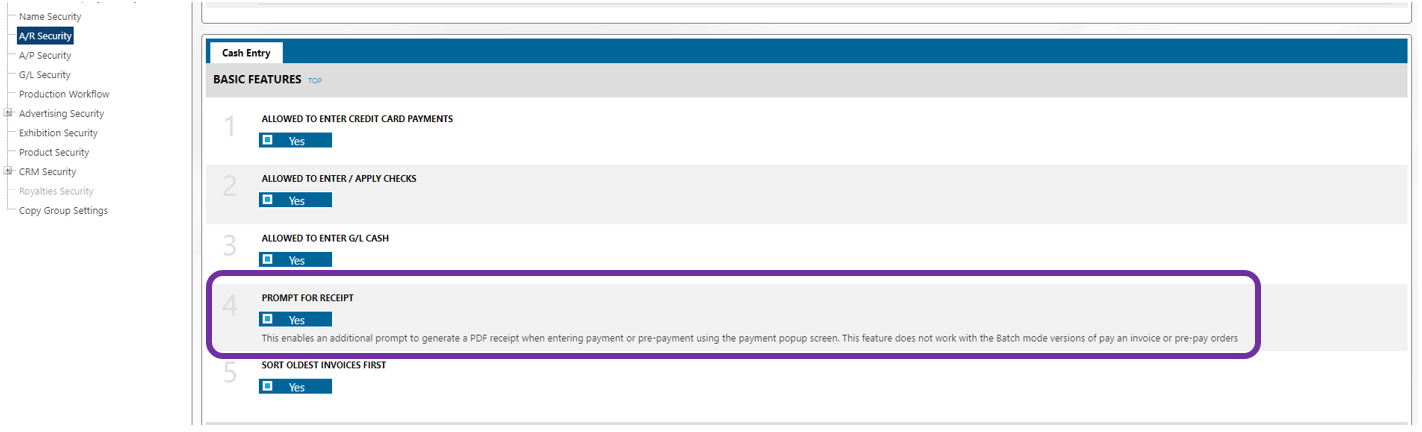 Name Security
A/R Security
A/P Security
G/L Security
Production Workflow
Advertising Security
Exhibition Security
Product Security
CRM Security
Royalties Security
Copy Group Settings
Cash Entry
BASIC FEATURES TOP
1 ALLOWED TO ENTER CREDIT CARD PAYMENTS
Yes
2 ALLOWED TO ENTER / APPLY CHECKS
Yes
3 ALLOWED TO ENTER G/L CASH
Yes
4 PROMPT FOR RECEIPT
Yes
This enables an additional prompt to generate a PDF receipt when entering payment or pre-payment using the payment popup screen. This feature does not work with the Batch mode versions of pay an invoice or pre-pay orders
5 SORT OLDEST INVOICES FIRST
Yes